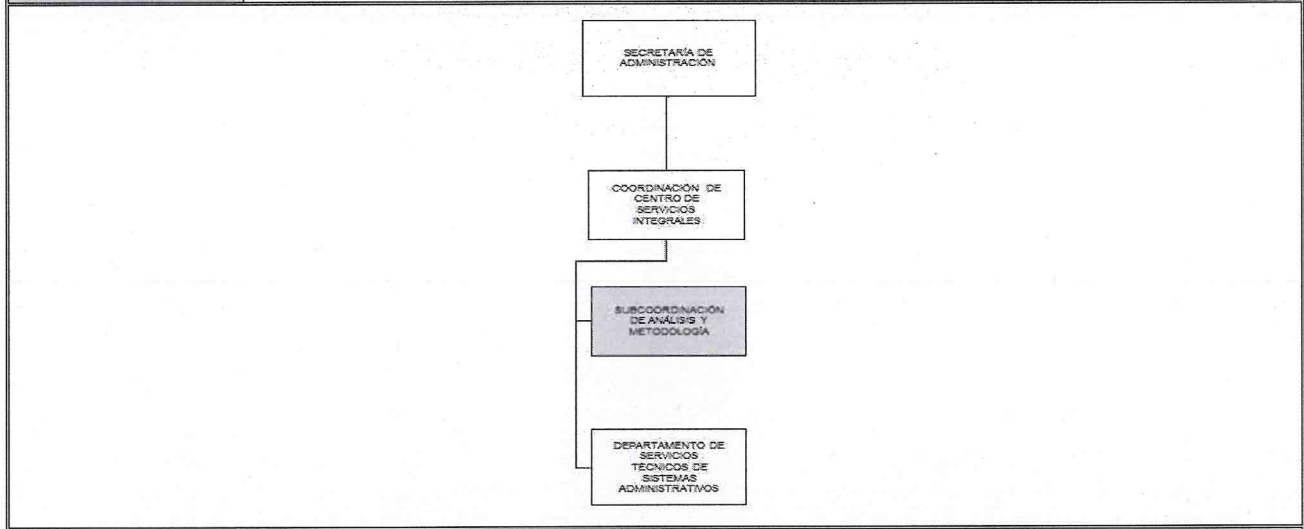 SECRETARÍA DE
ADMINISTRACIÓN
COORDINACIÓN DE
CENTRO DE
SERVICIOS
INTEGRALES
SUBCOORDINACIÓN
DE ANÁLISIS Y
METODOLOGÍA
DEPARTAMENTO DE
SERVICIOS
TÉCNICOS DE
SISTEMAS
ADMINISTRATIVOS